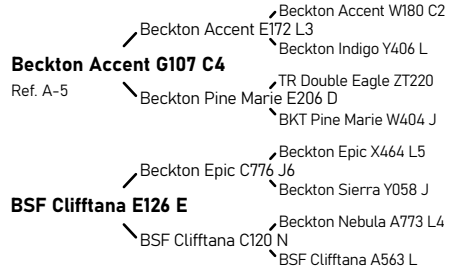 Beckton Accent W180 C2
Beckton Accent E172 L3
Beckton Indigo Y406 L
Beckton Accent G107 C4
Ref. A-5
TR Double Eagle ZT220
Beckton Pine Marie E206 D
BKT Pine Marie W404 J
Beckton Epic X464 L5
Beckton Epic C776 J6
Beckton Sierra Y058 J
BSF Clifftana E126 E
Beckton Nebula A773 L4
BSF Clifftana C120 N
BSF Clifftana A563 L